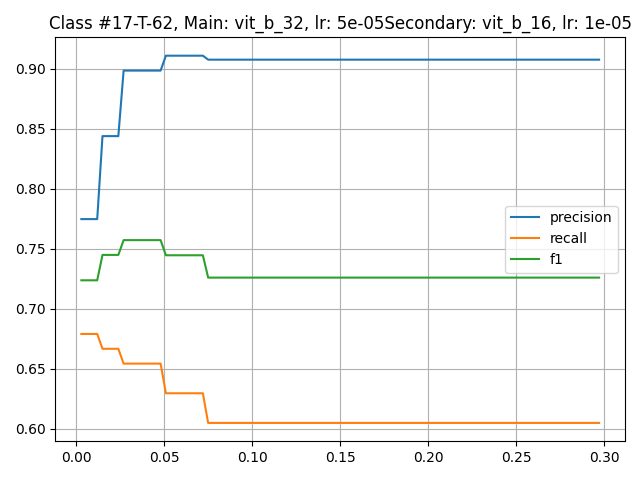 Class #17-T-62, Main: vit_b_32, lr: 5e-05Secondary: vit_b_16, lr: 1e-05
0.90
0.85
0.80
0.75
0.70
0.65
0.60
precision
recall
f1
0.00 0.05 0.10 0.15 0.20 0.25 0.30